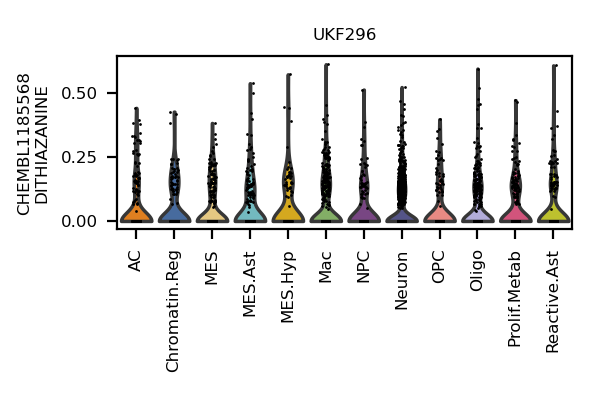 UKF296
CHEMBL1185568
DITHIAZANINE
0.50
0.25
0.00
AC
Chromatin.Reg
MES
MES.Ast
MES.Hyp
Mac
NPC
Neuron
OPC
Oligo
Prolif.Metab
Reactive.Ast